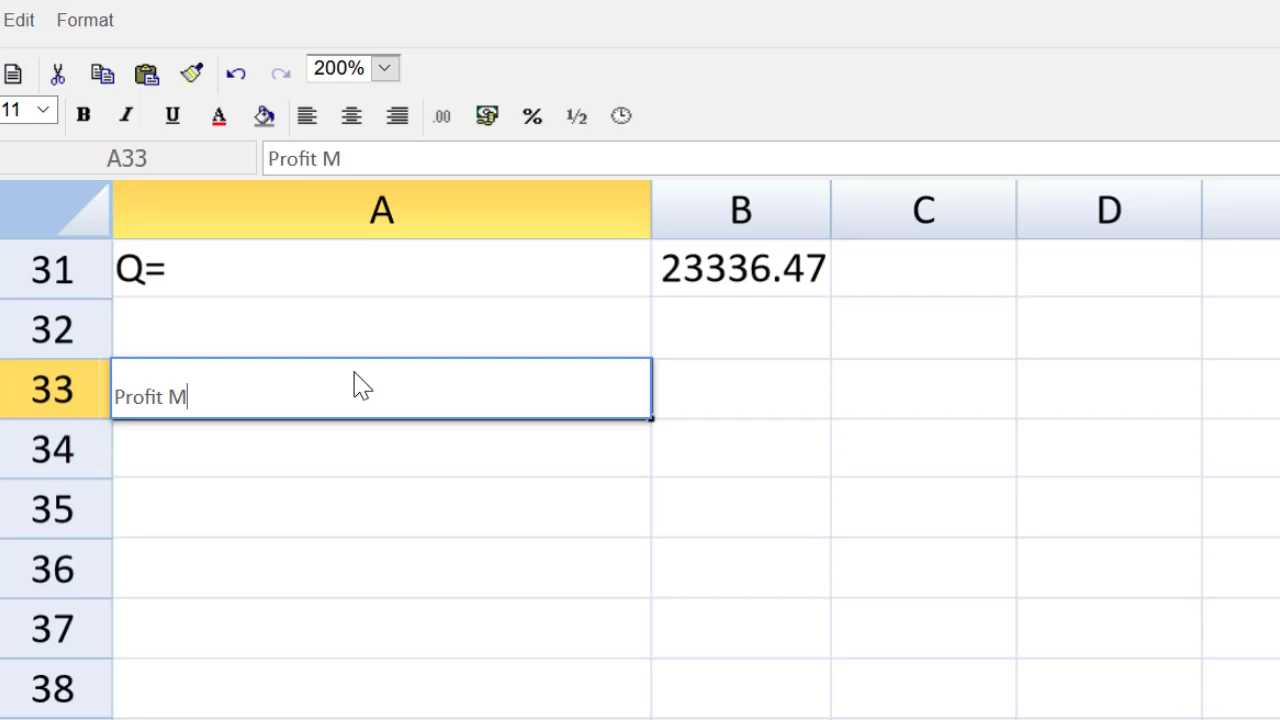 Edit Format
200%
11 B I U A .00 % 1/2
A33 Profit M
A B C D
31 Q= 23336.47
32
33 Profit M
34
35
36
37
38